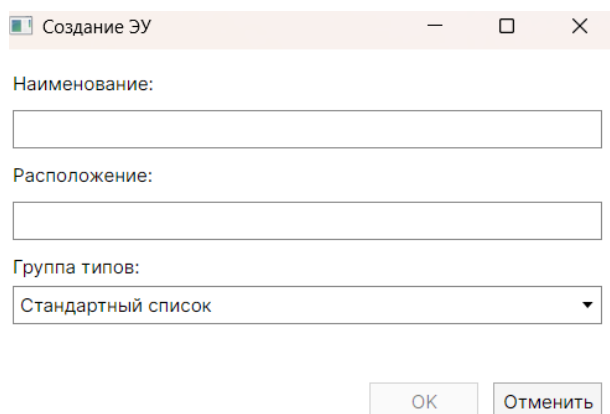 Создание ЭУ
Наименование:
Расположение:
Группа типов:
Стандартный список
OK Отменить